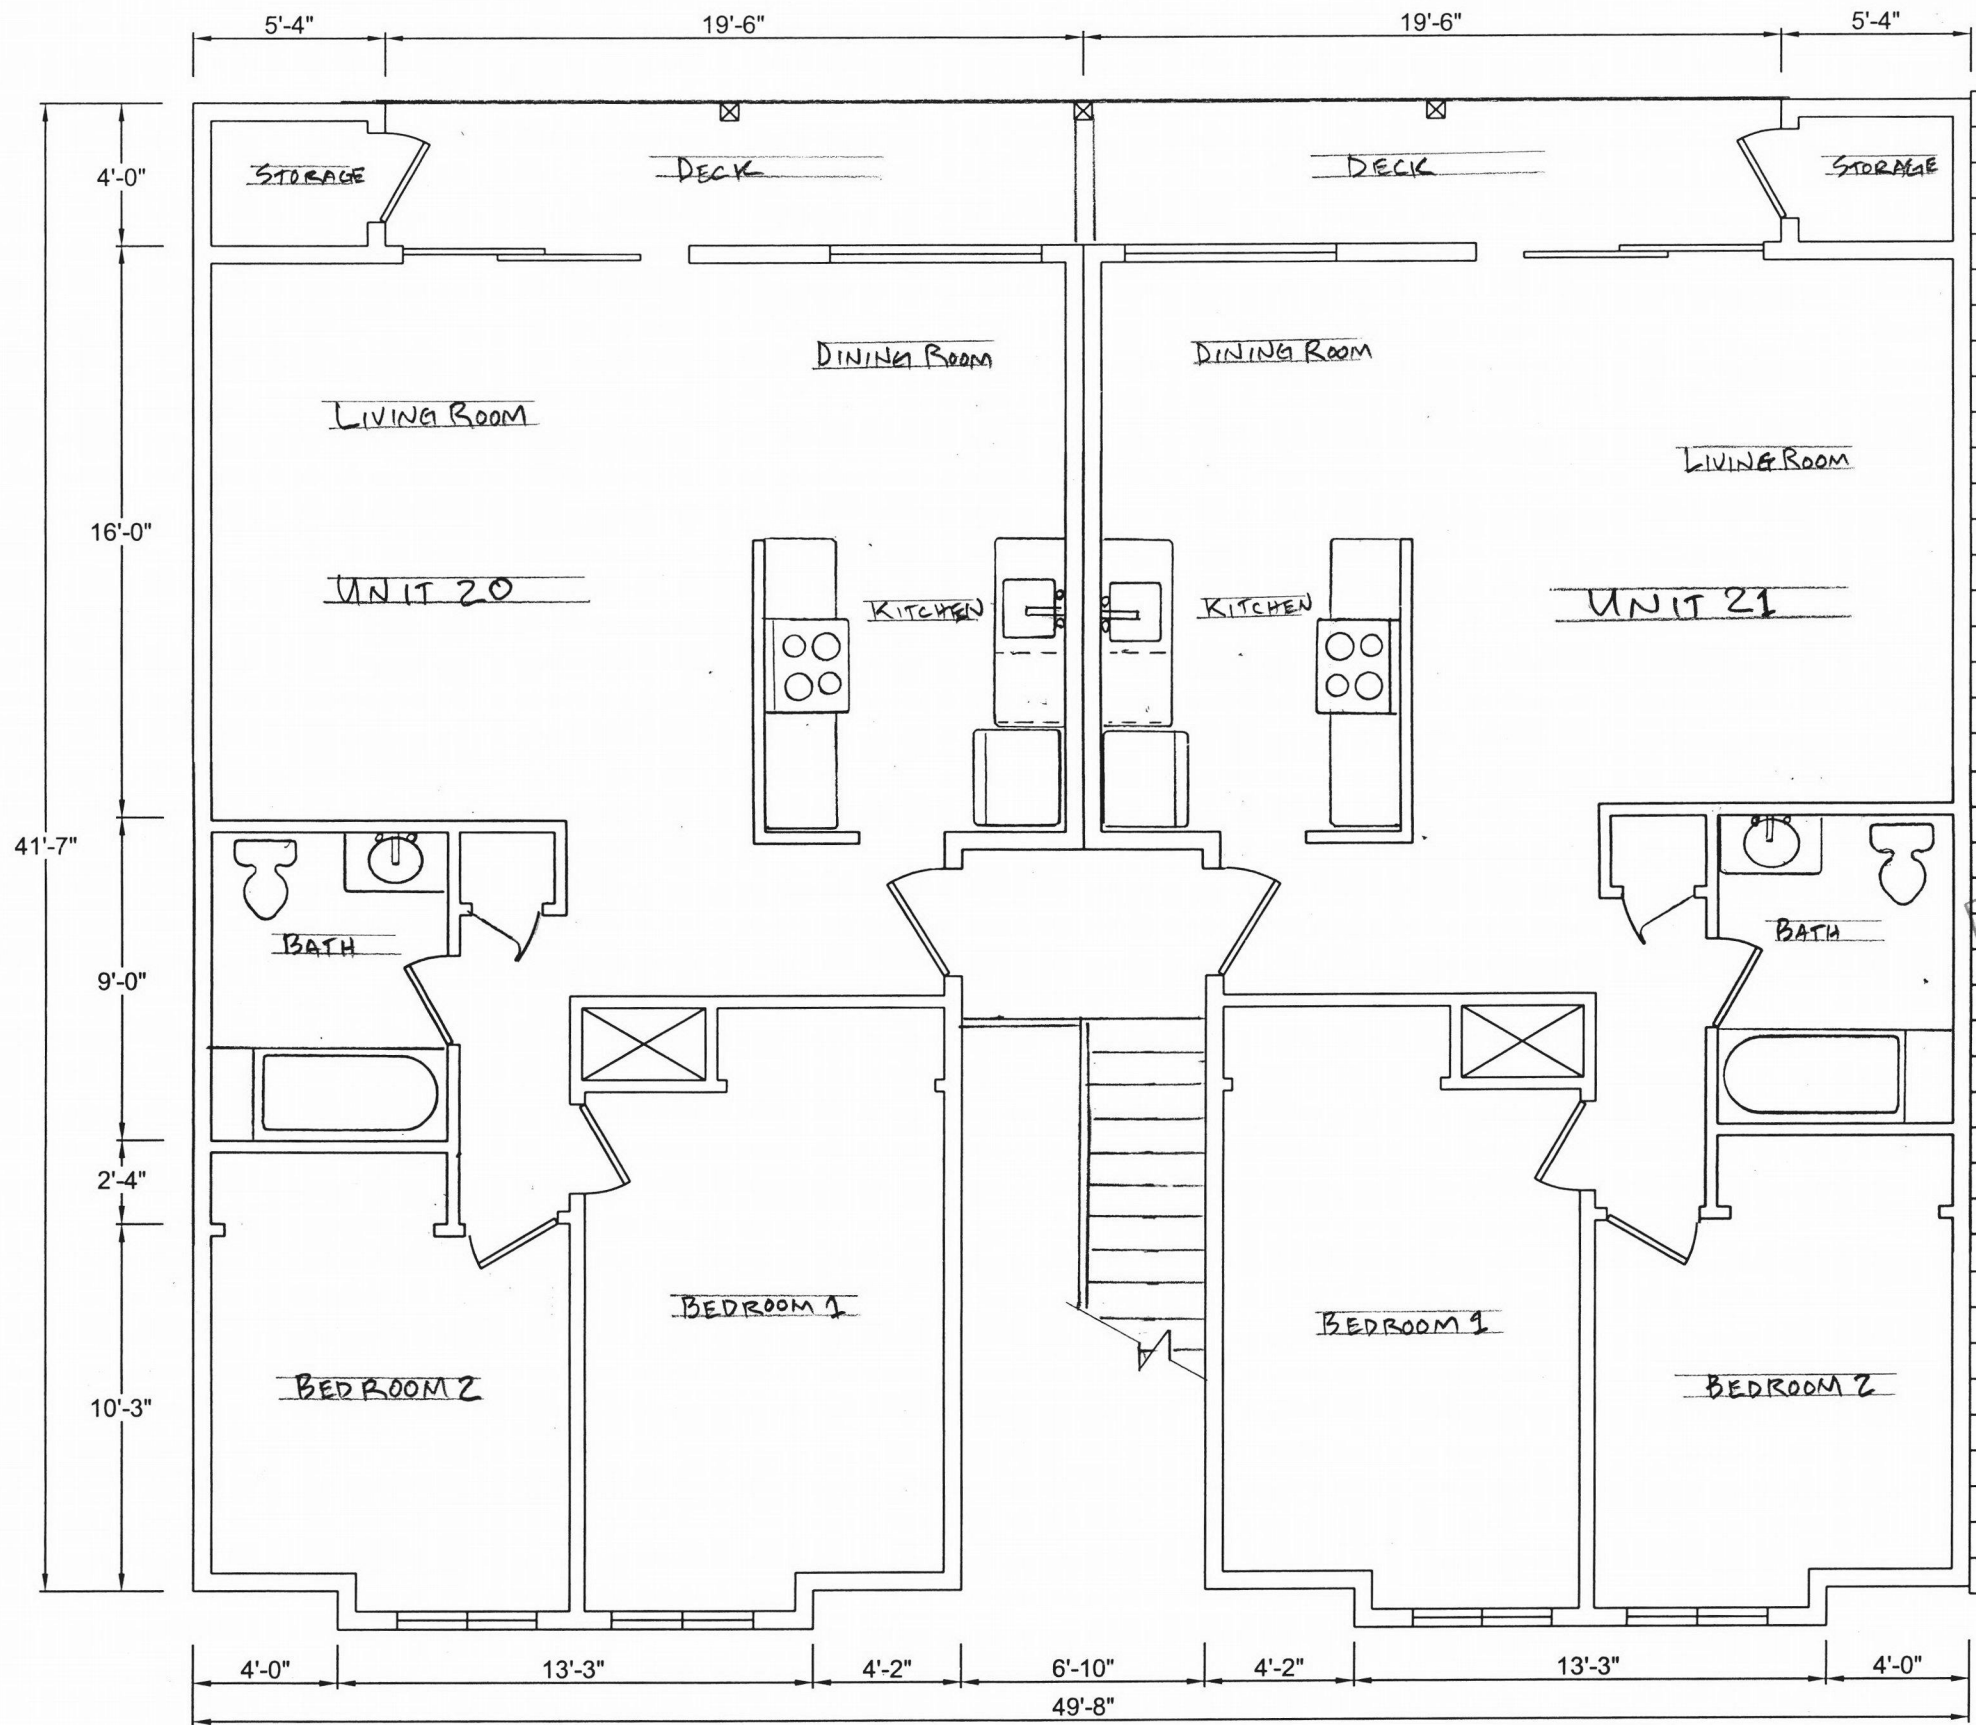 5'-4" 19'-6" 19'-6" 5'-4"
4'-0"
STORAGE DECK DECK STORAGE
DINING ROOM DINING ROOM
LIVING ROOM
LIVING ROOM
16'-0"
UNIT 20 KITCHEN KITCHEN UNIT 21
41'-7"
BATH BATH
9'-0"
2'-4"
BEDROOM 1 BEDROOM 1
BEDROOM 2 BEDROOM 2
10'-3"
4'-0" 13'-3" 4'-2" 6'-10" 4'-2" 13'-3" 4'-0"
49'-8"